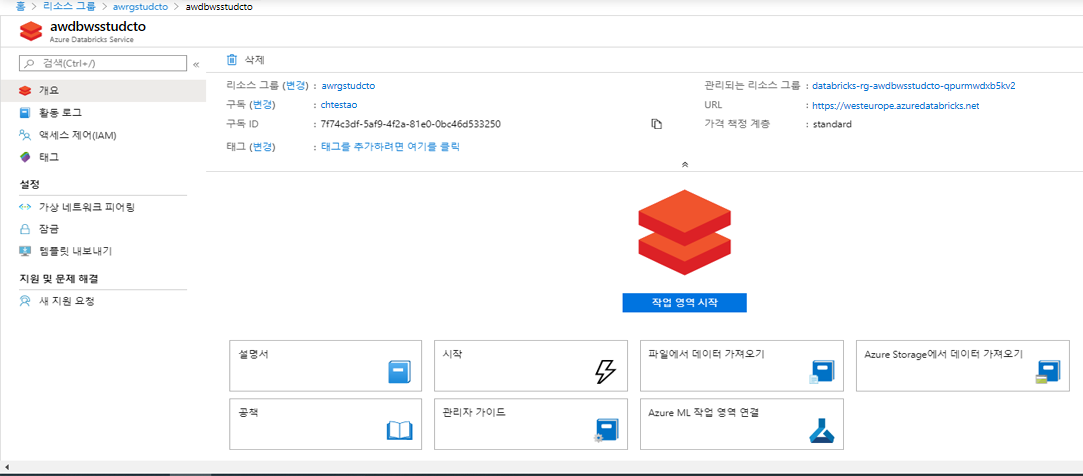 홈 > 리소스 그룹 > awrgstudcto > awdbwsstudcto
awdbwsstudcto
Azure Databricks Service
검색(Ctrl+/)
«
개요
활동 로그
액세스 제어(IAM)
태그
설정
가상 네트워크 피어링
잠금
템플릿 내보내기
지원 및 문제 해결
새 지원 요청
삭제
리소스 그룹 (변경) : awrgstudcto
구독 (변경) : chtestao
구독 ID : 7f74c3df-5af9-4f2a-81e0-0bc46d533250
태그 (변경) : 태그를 추가하려면 여기를 클릭
관리되는 리소스 그룹 : databricks-rg-awdbwsstudcto-qpurmwdxb5kv2
URL : https://westeurope.azuredatabricks.net
가격 책정 계층 : standard
작업 영역 시작
설명서
시작
파일에서 데이터 가져오기
Azure Storage에서 데이터 가져오기
공책
관리자 가이드
Azure ML 작업 영역 연결